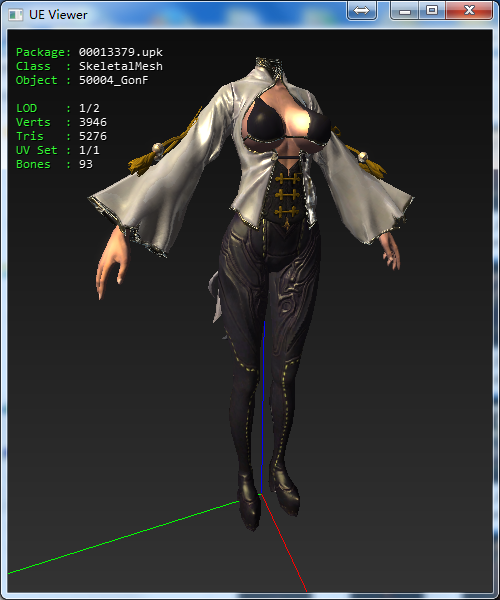 UE Viewer
Package: 00013379.upk
Class : SkeletalMesh
Object : 50004_GonF
LOD : 1/2
Verts : 3946
Tris : 5276
UV Set : 1/1
Bones : 93